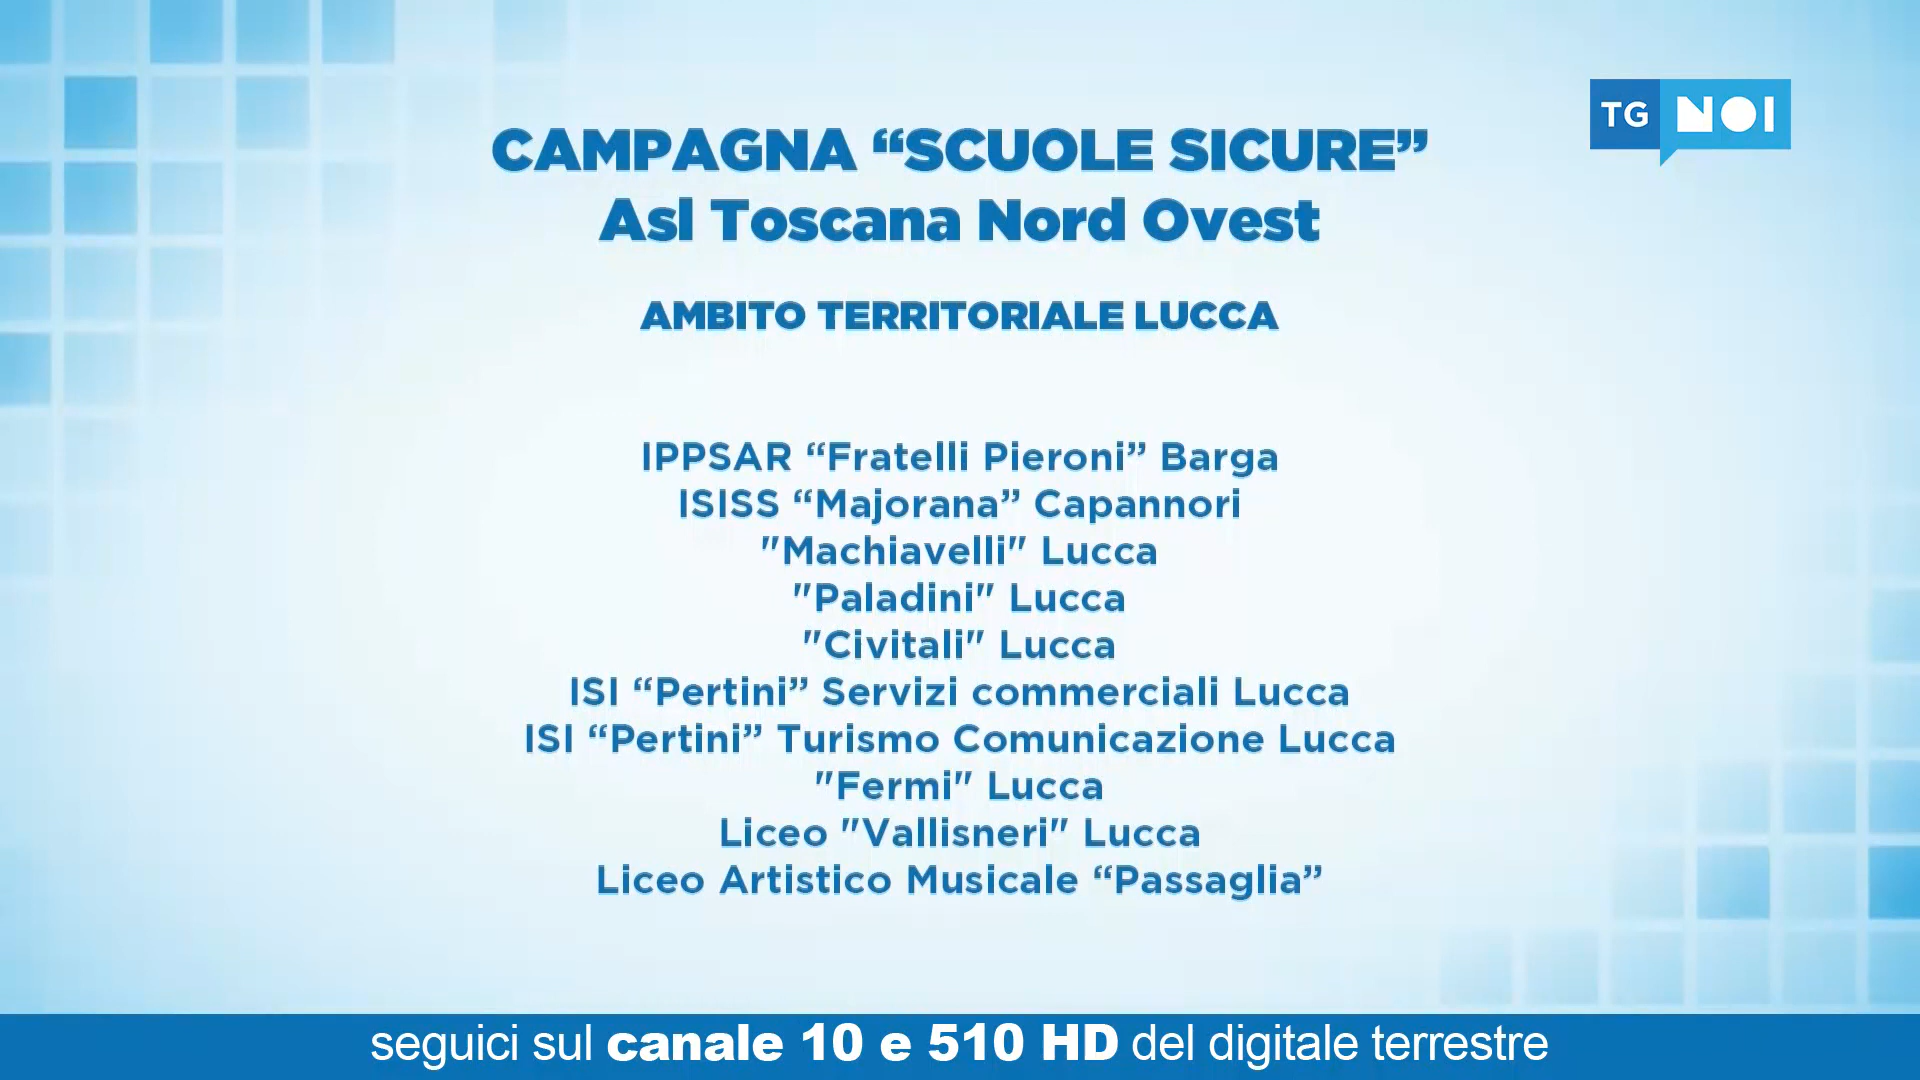 TG NOI
CAMPAGNA “SCUOLE SICURE”
Asl Toscana Nord Ovest
AMBITO TERRITORIALE LUCCA
IPPSAR “Fratelli Pieroni” Barga
ISISS “Majorana” Capannori
"Machiavelli" Lucca
"Paladini" Lucca
"Civitali" Lucca
ISI “Pertini” Servizi commerciali Lucca
ISI “Pertini” Turismo Comunicazione Lucca
"Fermi" Lucca
Liceo "Vallisneri" Lucca
Liceo Artistico Musicale “Passaglia”
seguici sul canale 10 e 510 HD del digitale terrestre